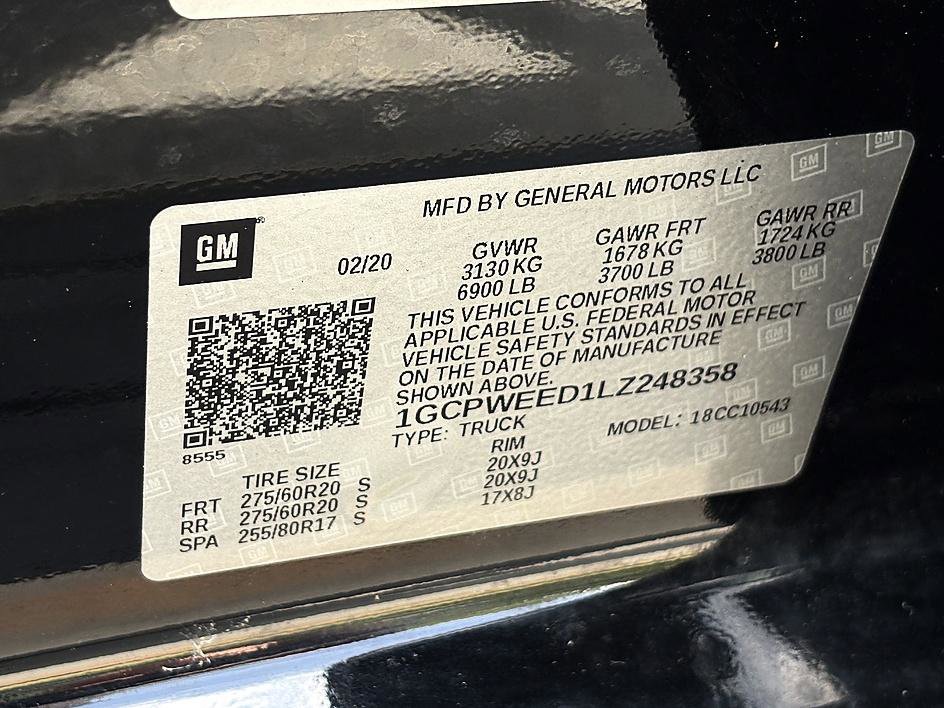 MFD BY GENERAL MOTORS LLC
GM
02/20
GVWR
3130 KG
6900 LB
GAWR FRT
1678 KG
3700 LB
GAWR RR
1724 KG
3800 LB
THIS VEHICLE CONFORMS TO ALL
APPLICABLE U.S. FEDERAL MOTOR
VEHICLE SAFETY STANDARDS IN EFFECT
ON THE DATE OF MANUFACTURE
SHOWN ABOVE.
1GCPWEED1LZ248358
TYPE: TRUCK
MODEL: 18CC10543
8555
TIRE SIZE RIM
FRT 275/60R20 S 20X9J
RR 275/60R20 S 20X9J
SPA 255/80R17 S 17X8J